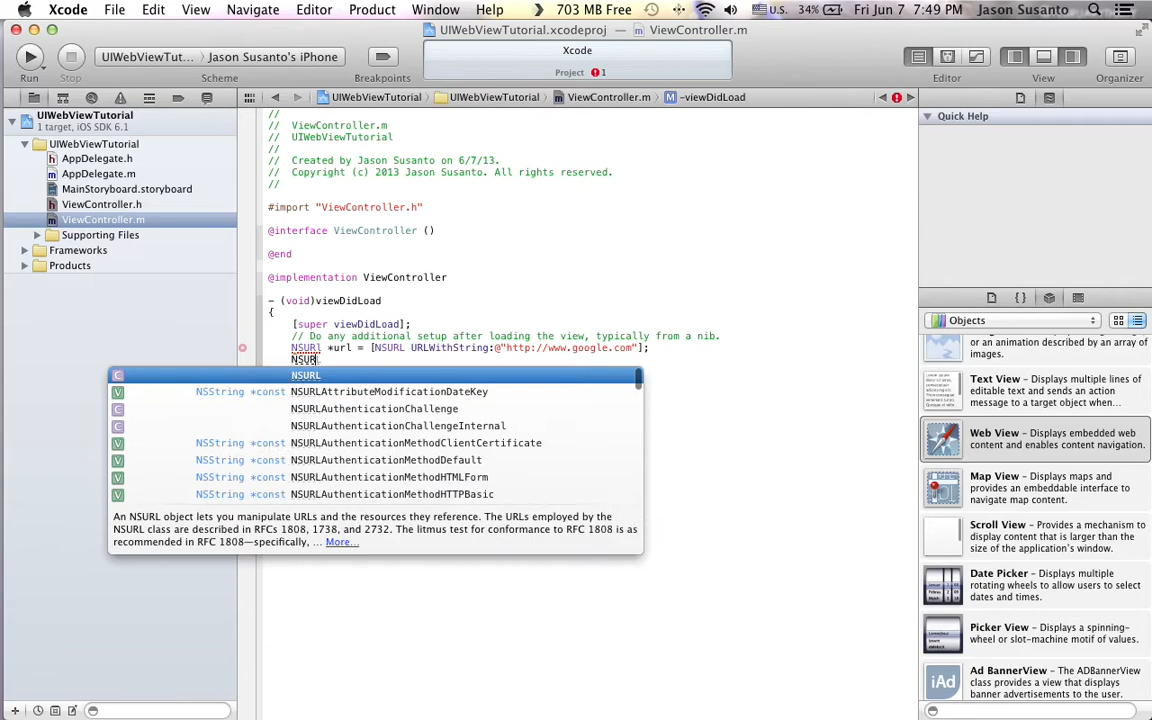 Xcode File Edit View Navigate Editor Product Window Help 703 MB Free U.S. 34% Fri Jun 7 7:49 PM Jason Susanto
UIWebViewTutorial.xcodeproj — ViewController.m
UIWebViewTut... Jason Susanto's iPhone
Xcode
Project 1
Run Stop Scheme Breakpoints Editor View Organizer
UIWebViewTutorial UIWebViewTutorial ViewController.m M -viewDidLoad
UIWebViewTutorial
1 target, iOS SDK 6.1
UIWebViewTutorial
AppDelegate.h
AppDelegate.m
MainStoryboard.storyboard
ViewController.h
ViewController.m
Supporting Files
Frameworks
Products
//
// ViewController.m
// UIWebViewTutorial
//
// Created by Jason Susanto on 6/7/13.
// Copyright (c) 2013 Jason Susanto. All rights reserved.
//
#import "ViewController.h"
@interface ViewController ()
@end
@implementation ViewController
- (void)viewDidLoad
{
[super viewDidLoad];
// Do any additional setup after loading the view, typically from a nib.
NSURl *url = [NSURL URLWithString:@"http://www.google.com"];
NSURL
C NSURL
V NSString *const NSURLAttributeModificationDateKey
C NSURLAuthenticationChallenge
C NSURLAuthenticationChallengeInternal
V NSString *const NSURLAuthenticationMethodClientCertificate
V NSString *const NSURLAuthenticationMethodDefault
V NSString *const NSURLAuthenticationMethodHTMLForm
V NSString *const NSURLAuthenticationMethodHTTPBasic
An NSURL object lets you manipulate URLs and the resources they reference. The URLs employed by the
NSURL class are described in RFCs 1808, 1738, and 2732. The litmus test for conformance to RFC 1808 is as
recommended in RFC 1808—specifically, ... More...
Quick Help
Objects
or an animation described by an
array of images.
Text View - Displays multiple lines of
editable text and sends an action
message to a target object when...
Web View - Displays embedded web
content and enables content navigation.
Map View - Displays maps and
provides an embeddable interface to
navigate map content.
Scroll View - Provides a mechanism to
display content that is larger than the
size of the application's window.
Date Picker - Displays multiple
rotating wheels to allow users to select
dates and times.
Picker View - Displays a spinning-
wheel or slot-machine motif of values.
iAd
Ad BannerView - The ADBannerView
class provides a view that displays
banner advertisements to the user.